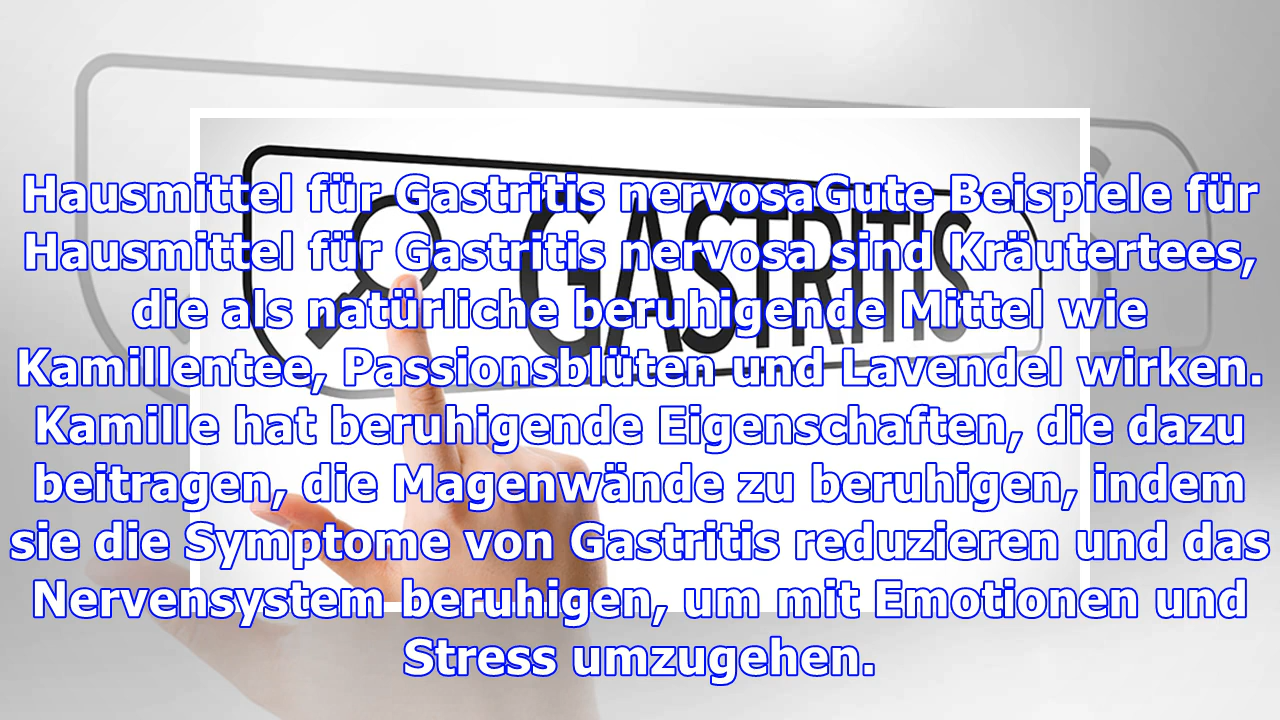 Hausmittel für Gastritis nervosaGute Beispiele für
Hausmittel für Gastritis nervosa sind Kräutertees,
die als natürliche beruhigende Mittel wie
Kamillentee, Passionsblüten und Lavendel wirken.
Kamille hat beruhigende Eigenschaften, die dazu
beitragen, die Magenwände zu beruhigen, indem
sie die Symptome von Gastritis reduzieren und das
Nervensystem beruhigen, um mit Emotionen und
Stress umzugehen.
GASTRITIS